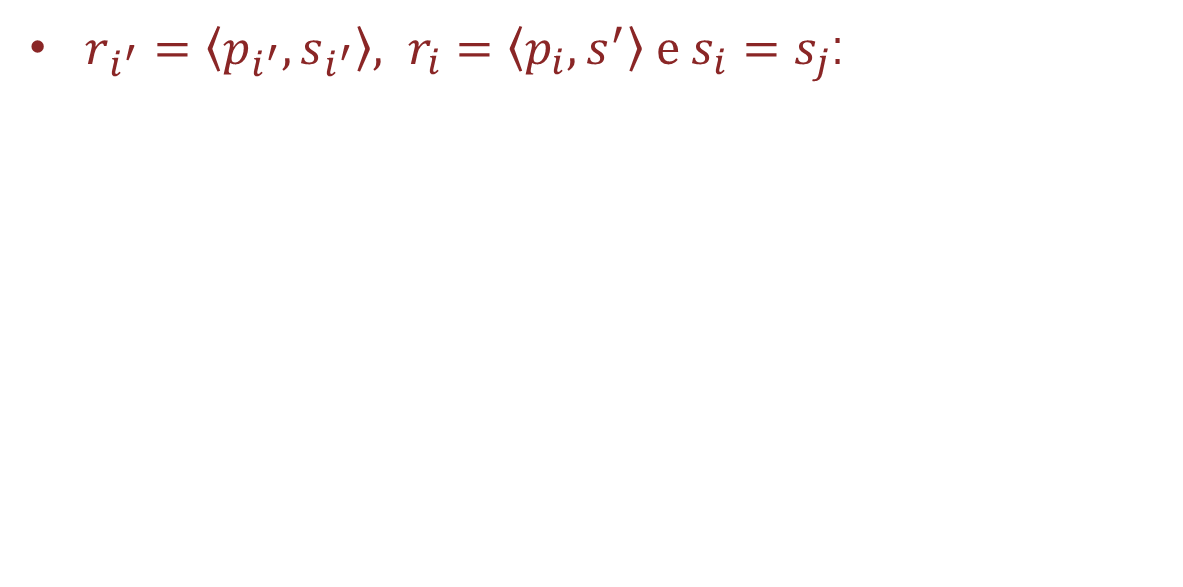 • r_{i′} = ⟨p_{i′}, s_{i′}⟩, r_i = ⟨p_i, s′⟩ e s_i = s_j: